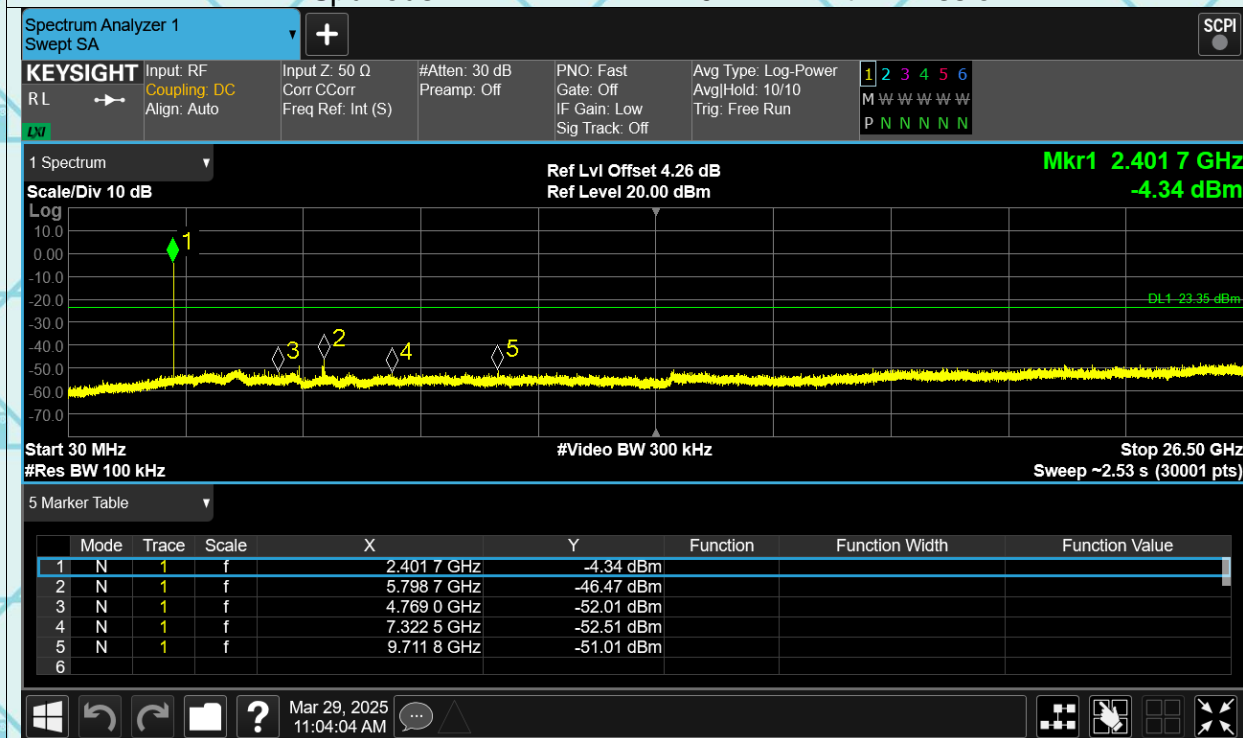 Spectrum Analyzer 1
Swept SA
+
SCPI
KEYSIGHT
RL
LXI
Input: RF
Coupling: DC
Align: Auto
Input Z: 50 Ω
Corr CCorr
Freq Ref: Int (S)
#Atten: 30 dB
Preamp: Off
PNO: Fast
Gate: Off
IF Gain: Low
Sig Track: Off
Avg Type: Log-Power
Avg|Hold: 10/10
Trig: Free Run
1 2 3 4 5 6
M W W W W W W
P N N N N N N
1 Spectrum
Scale/Div 10 dB
Ref Lvl Offset 4.26 dB
Ref Level 20.00 dBm
Mkr1 2.401 7 GHz
-4.34 dBm
Log
10.0
0.00
-10.0
-20.0
-30.0
-40.0
-50.0
-60.0
-70.0
1
2
3
4
5
DL1 -23.35 dBm
Start 30 MHz
#Video BW 300 kHz
Stop 26.50 GHz
#Res BW 100 kHz
Sweep ~2.53 s (30001 pts)
5 Marker Table
Mode Trace Scale X Y Function Function Width Function Value
1 N 1 f 2.401 7 GHz -4.34 dBm
2 N 1 f 5.798 7 GHz -46.47 dBm
3 N 1 f 4.769 0 GHz -52.01 dBm
4 N 1 f 7.322 5 GHz -52.51 dBm
5 N 1 f 9.711 8 GHz -51.01 dBm
6
?
Mar 29, 2025
11:04:04 AM